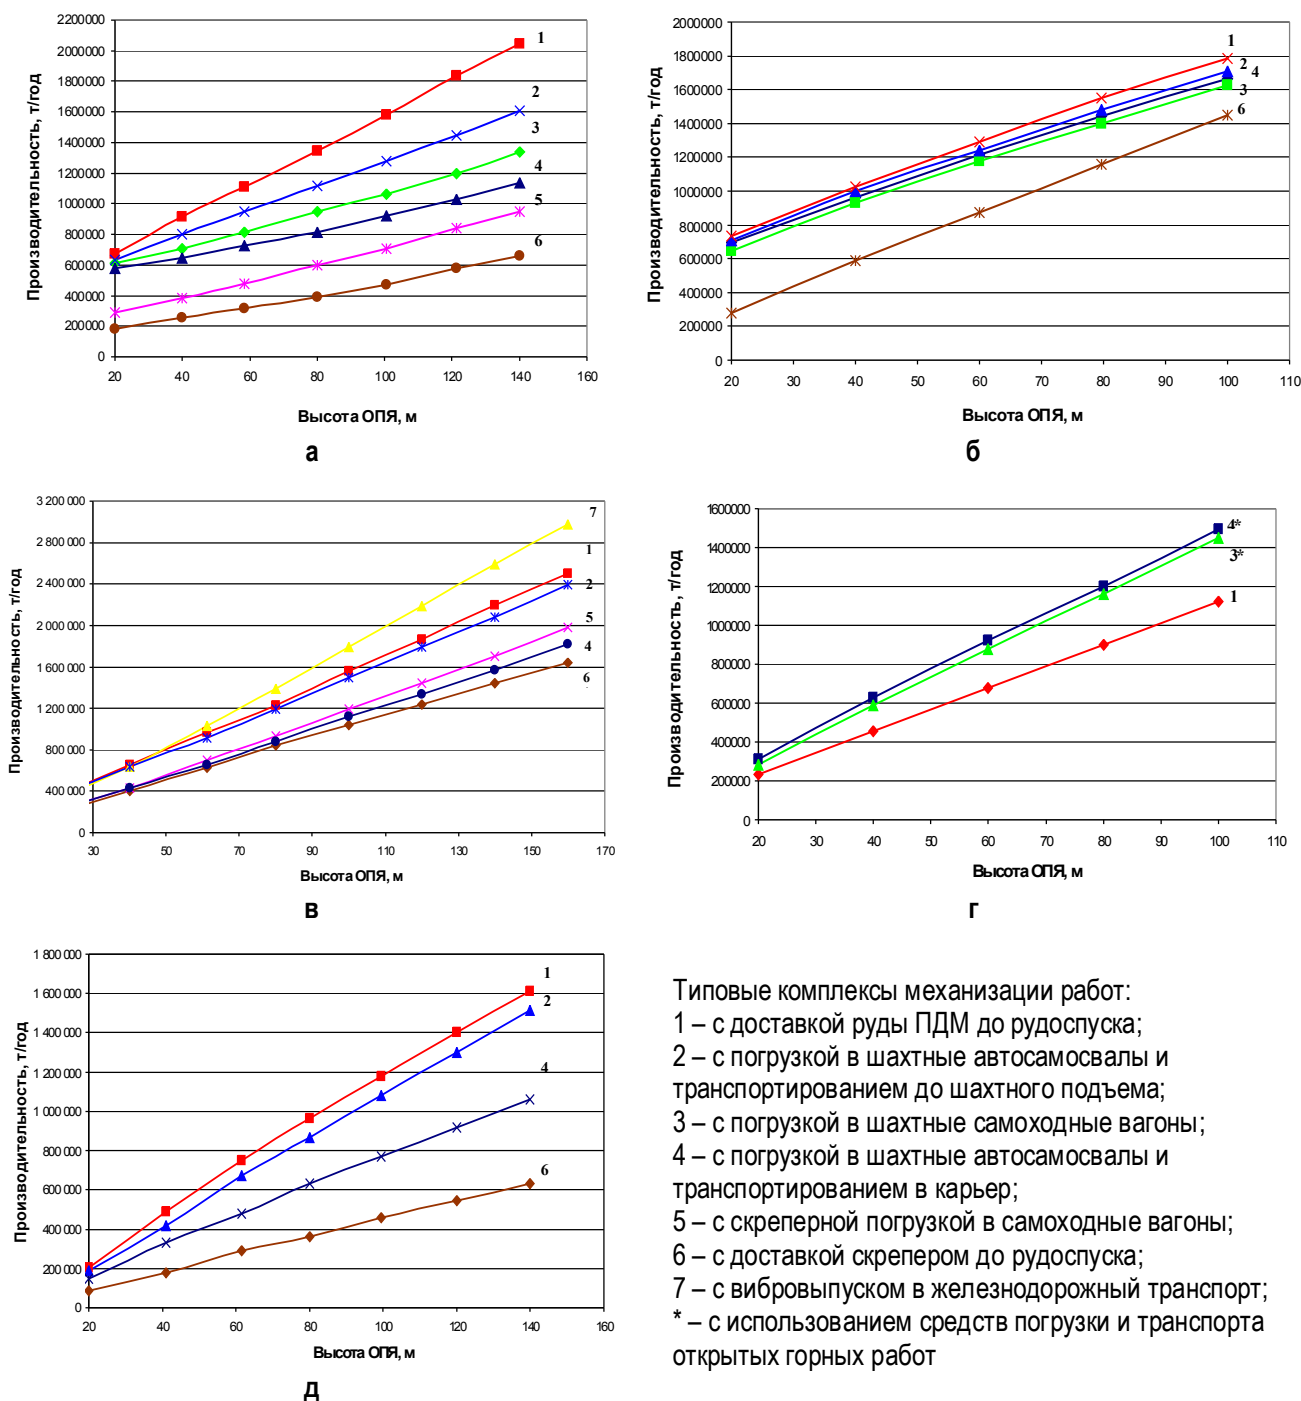 Производительность, т/год
2200000
2000000
1800000
1600000
1400000
1200000
1000000
800000
600000
400000
200000
0
1
2
3
4
5
6
20 40 60 80 100 120 140 160
Высота ОПЯ, м
а
Производительность, т/год
2000000
1800000
1600000
1400000
1200000
1000000
800000
600000
400000
200000
0
1
2
4
3
6
20 30 40 50 60 70 80 90 100 110
Высота ОПЯ, м
б
Производительность, т/год
3 200 000
2 800 000
2 400 000
2 000 000
1 600 000
1 200 000
800 000
400 000
0
7
1
2
5
4
6
30 50 70 90 110 130 150 170
Высота ОПЯ, м
в
Производительность, т/год
1600000
1400000
1200000
1000000
800000
600000
400000
200000
0
4*
3*
1
20 30 40 50 60 70 80 90 100 110
Высота ОПЯ, м
г
Производительность, т/год
1 800 000
1 600 000
1 400 000
1 200 000
1 000 000
800 000
600 000
400 000
200 000
0
1
2
4
6
20 40 60 80 100 120 140 160
Высота ОПЯ, м
д
Типовые комплексы механизации работ:
1 – с доставкой руды ПДМ до рудоспуска;
2 – с погрузкой в шахтные автосамосвалы и
транспортированием до шахтного подъема;
3 – с погрузкой в шахтные самоходные вагоны;
4 – с погрузкой в шахтные автосамосвалы и
транспортированием в карьер;
5 – с скреперной погрузкой в самоходные вагоны;
6 – с доставкой скрепером до рудоспуска;
7 – с вибровыпуском в железнодорожный транспорт;
* – с использованием средств погрузки и транспорта
открытых горных работ